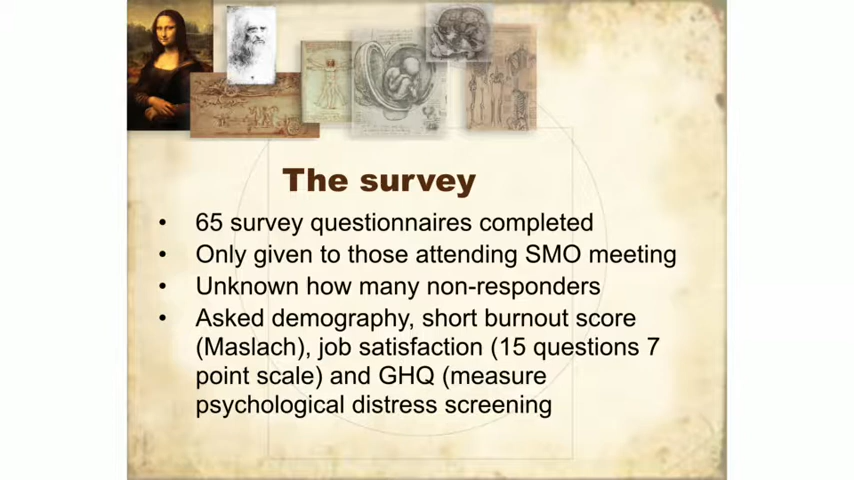 The survey
• 65 survey questionnaires completed
• Only given to those attending SMO meeting
• Unknown how many non-responders
• Asked demography, short burnout score
(Maslach), job satisfaction (15 questions 7
point scale) and GHQ (measure
psychological distress screening